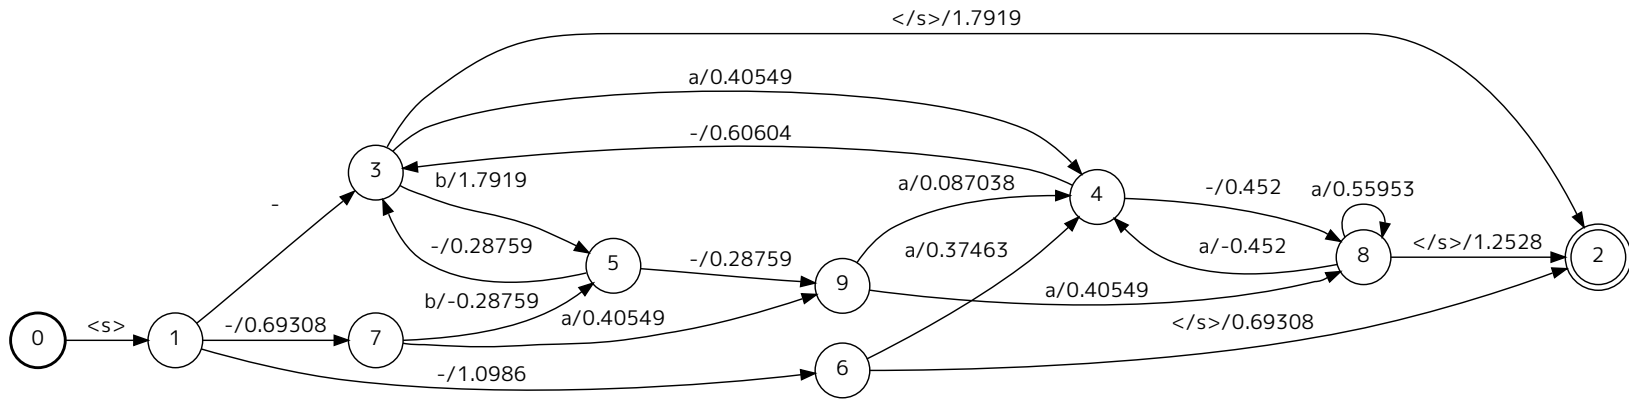 </s>/1.7919
a/0.40549
-/0.60604
3
b/1.7919
a/0.087038
4
-/0.452
a/0.55953
-
-/0.28759
5
-/0.28759
a/0.37463
a/-0.452
8
</s>/1.2528
2
9
b/-0.28759
a/0.40549
a/0.40549
0
<s>
1
-/0.69308
7
</s>/0.69308
-/1.0986
6